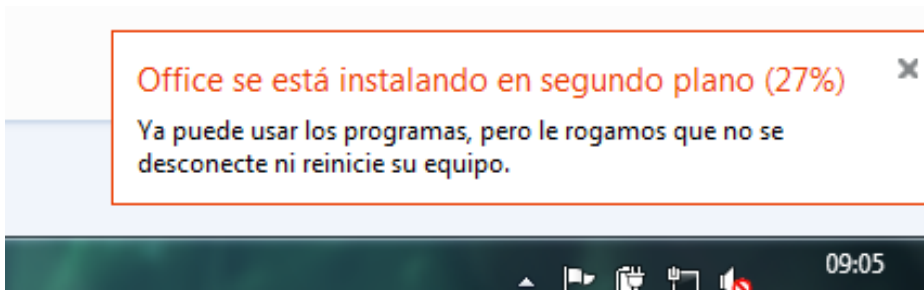 Office se está instalando en segundo plano (27%)
Ya puede usar los programas, pero le rogamos que no se
desconecte ni reinicie su equipo.
09:05